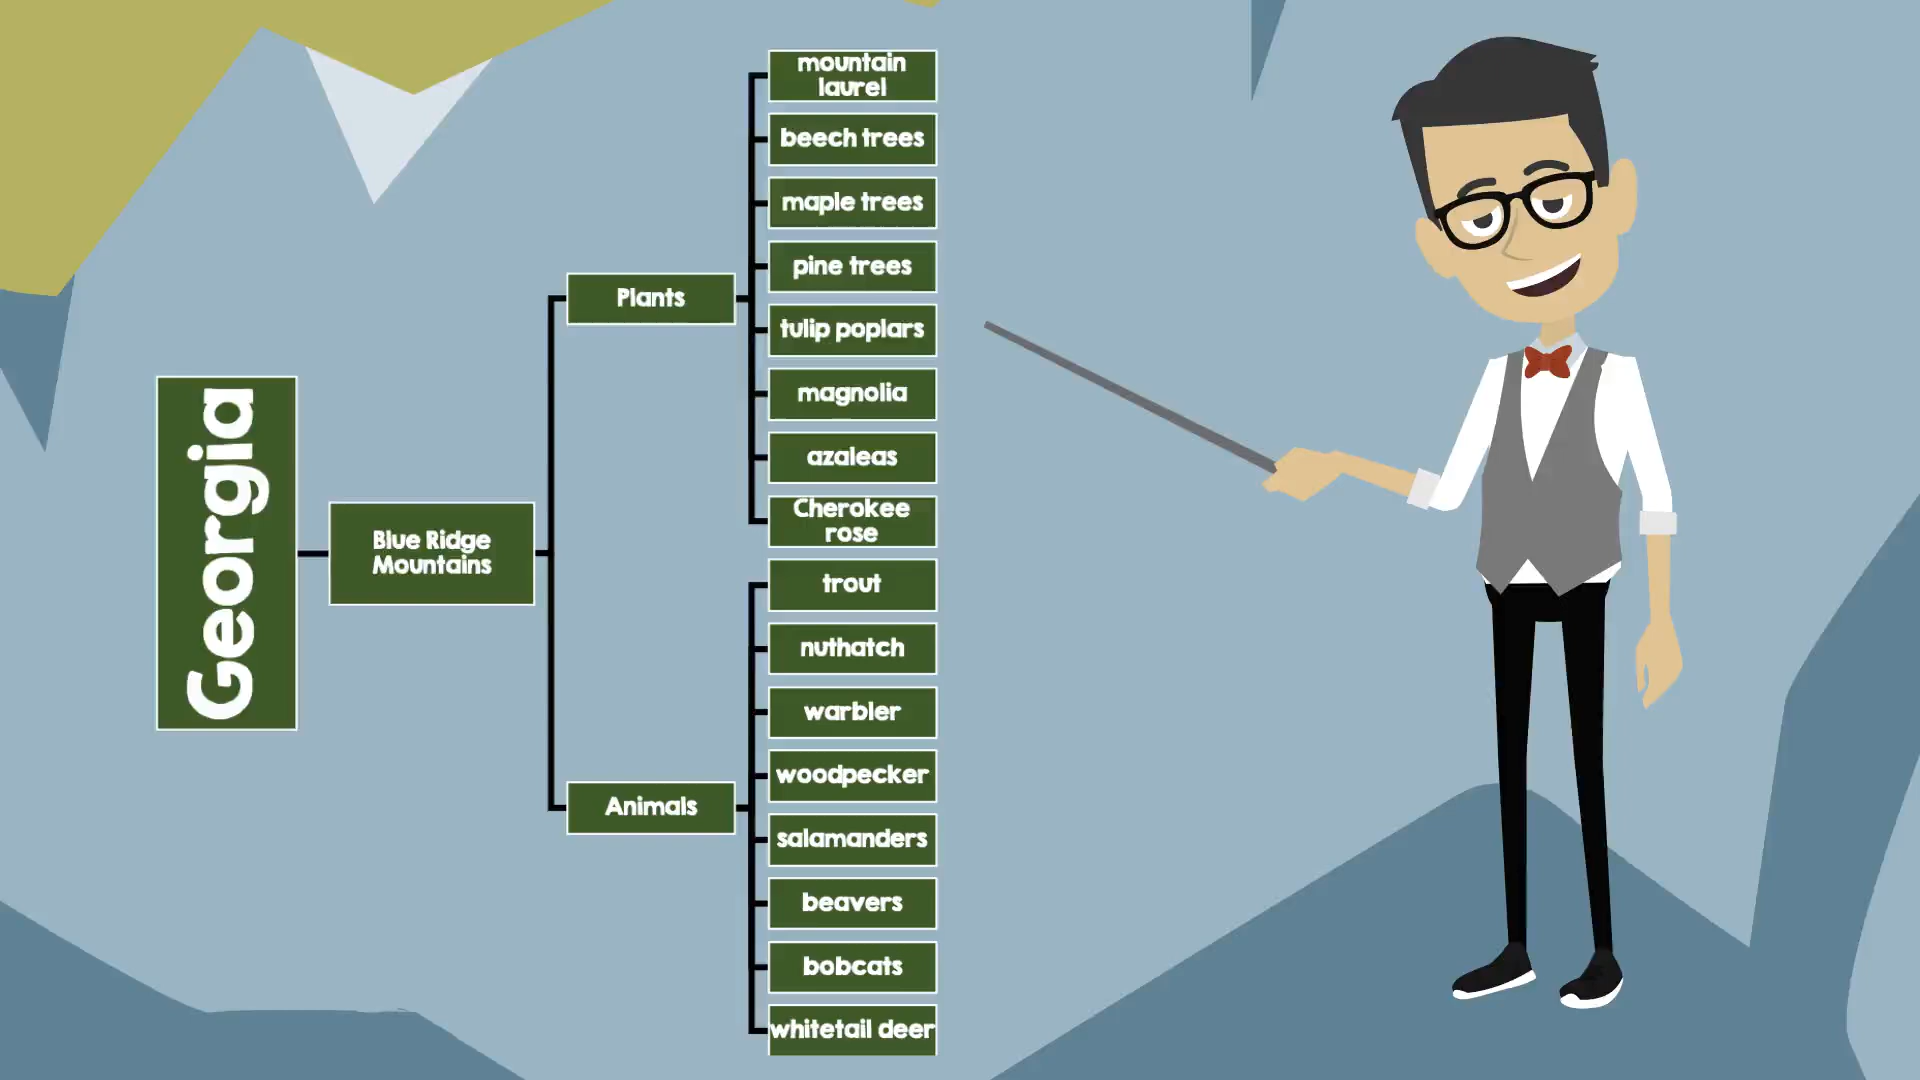 Georgia
Blue Ridge
Mountains
Plants
mountain
laurel
beech trees
maple trees
pine trees
tulip poplars
magnolia
azaleas
Cherokee
rose
Animals
trout
nuthatch
warbler
woodpecker
salamanders
beavers
bobcats
whitetail deer